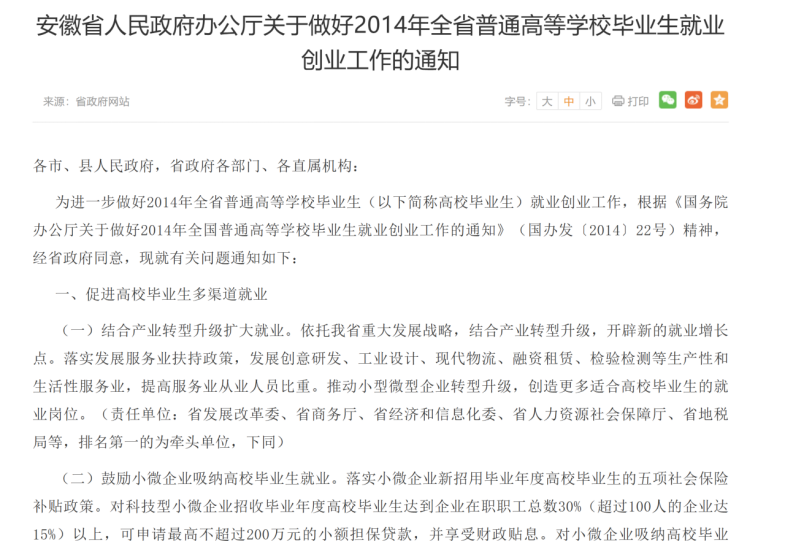 安徽省人民政府办公厅关于做好2014年全省普通高等学校毕业生就业
创业工作的通知
来源：省政府网站
字号： 大 中 小 打印
各市、县人民政府，省政府各部门、各直属机构：
为进一步做好2014年全省普通高等学校毕业生（以下简称高校毕业生）就业创业工作，根据《国务院
办公厅关于做好2014年全国普通高等学校毕业生就业创业工作的通知》（国办发〔2014〕22号）精神，
经省政府同意，现就有关问题通知如下：
一、促进高校毕业生多渠道就业
（一）结合产业转型升级扩大就业。依托我省重大发展战略，结合产业转型升级，开辟新的就业增长
点。落实发展服务业扶持政策，发展创意研发、工业设计、现代物流、融资租赁、检验检测等生产性和
生活性服务业，提高服务业从业人员比重。推动小型微型企业转型升级，创造更多适合高校毕业生的就
业岗位。（责任单位：省发展改革委、省商务厅、省经济和信息化委、省人力资源社会保障厅、省地税
局等，排名第一的为牵头单位，下同）
（二）鼓励小微企业吸纳高校毕业生就业。落实小微企业新招用毕业年度高校毕业生的五项社会保险
补贴政策。对科技型小微企业招收毕业年度高校毕业生达到企业在职职工总数30%（超过100人的企业达
15%）以上，可申请最高不超过200万元的小额担保贷款，并享受财政贴息。对小微企业吸纳高校毕业